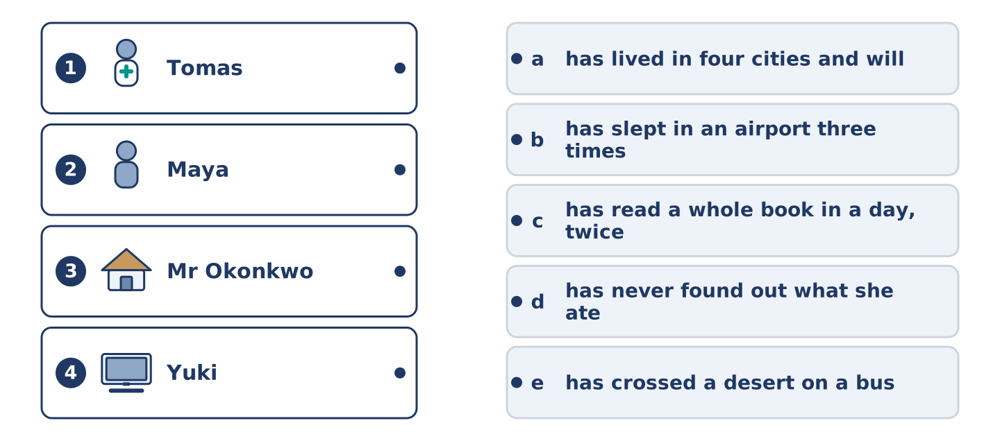 1 Tomas
2 Maya
3 Mr Okonkwo
4 Yuki
a has lived in four cities and will
b has slept in an airport three
times
c has read a whole book in a day,
twice
d has never found out what she
ate
e has crossed a desert on a bus